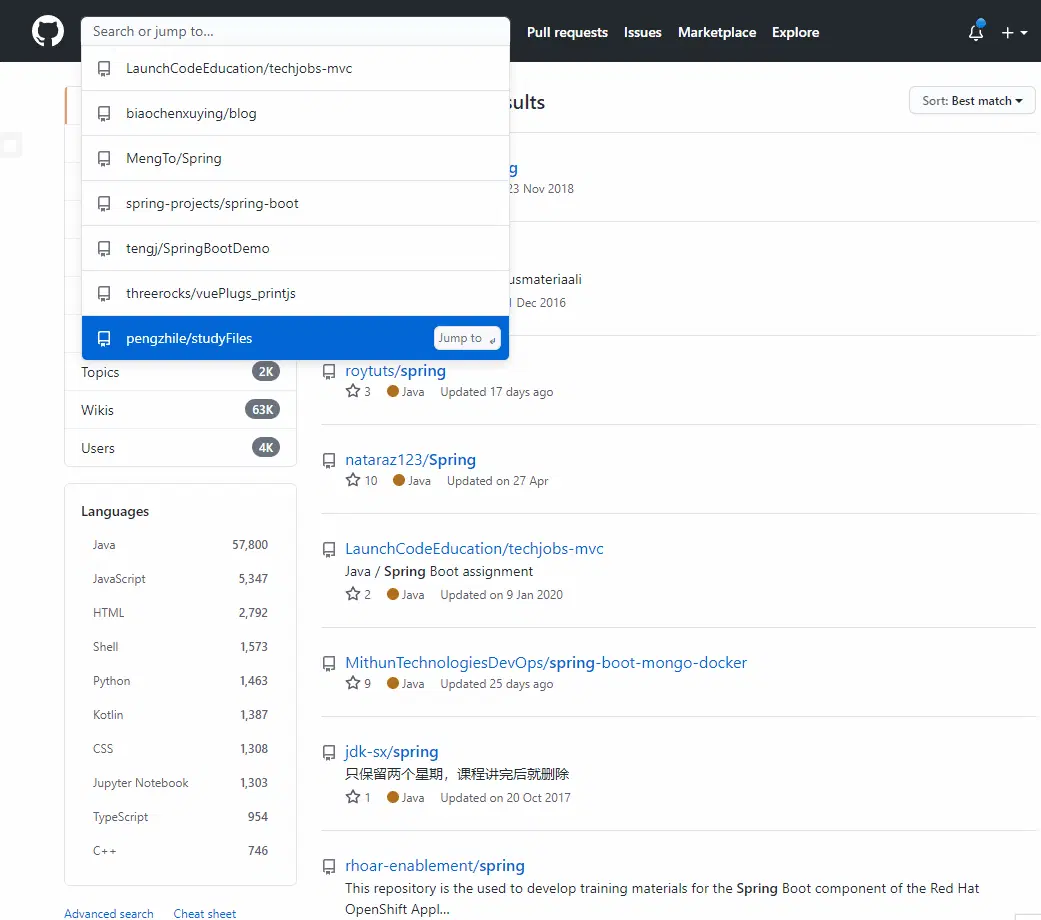 Search or jump to...
Pull requests
Issues
Marketplace
Explore
LaunchCodeEducation/techjobs-mvc
biaochenxuying/blog
MengTo/Spring
spring-projects/spring-boot
tengj/SpringBootDemo
threerocks/vuePlugs_printjs
pengzhile/studyFiles
Jump to
Topics 2K
Wikis 63K
Users 4K
Languages
Java 57,800
JavaScript 5,347
HTML 2,792
Shell 1,573
Python 1,463
Kotlin 1,387
CSS 1,308
Jupyter Notebook 1,303
TypeScript 954
C++ 746
Advanced search Cheat sheet
sults
Sort: Best match
g
23 Nov 2018
usmateriaali
1 Dec 2016
roytuts/spring
3 Java Updated 17 days ago
nataraz123/Spring
10 Java Updated on 27 Apr
LaunchCodeEducation/techjobs-mvc
Java / Spring Boot assignment
2 Java Updated on 9 Jan 2020
MithunTechnologiesDevOps/spring-boot-mongo-docker
9 Java Updated 25 days ago
jdk-sx/spring
只保留两个星期，课程讲完后就删除
1 Java Updated on 20 Oct 2017
rhoar-enablement/spring
This repository is the used to develop training materials for the Spring Boot component of the Red Hat
OpenShift Appl...